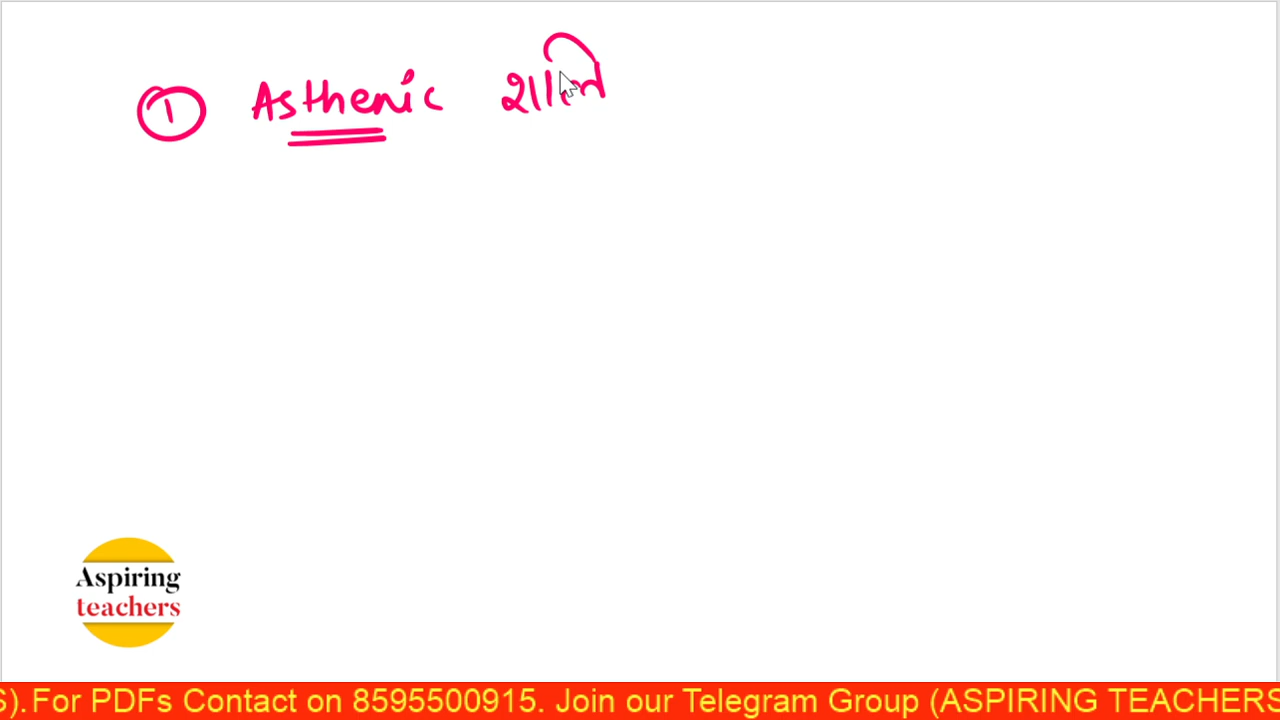 ① Asthenic शाति
Aspiring
teachers
S). For PDFs Contact on 8595500915. Join our Telegram Group (ASPIRING TEACHERS